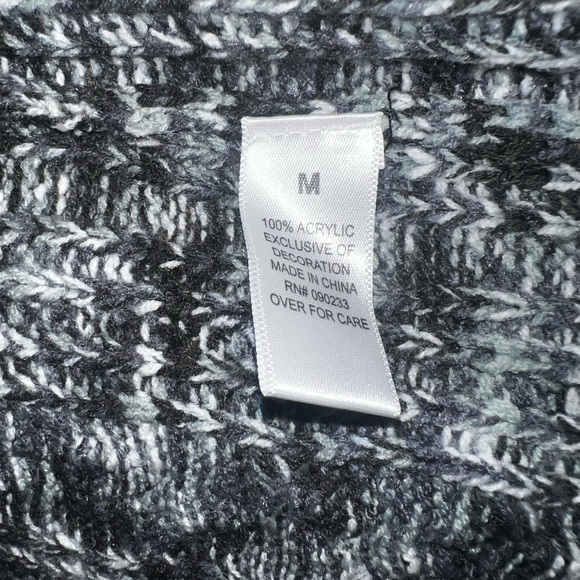 M
100% ACRYLIC
EXCLUSIVE OF
DECORATION
MADE IN CHINA
RN# 090233
OVER FOR CARE